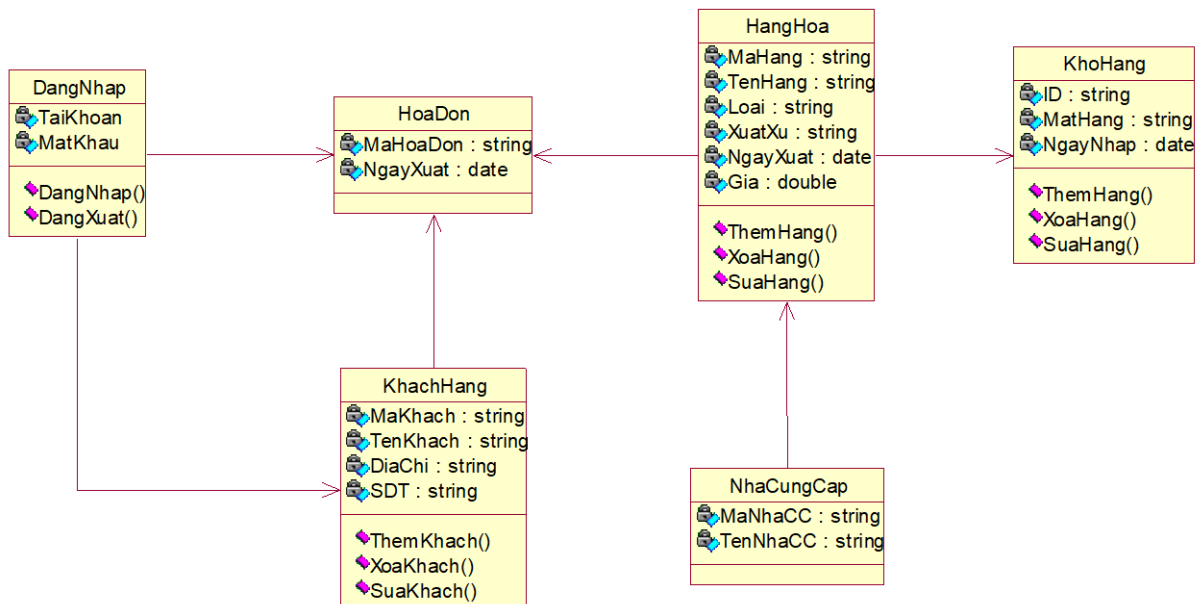 DangNhap
TaiKhoan
MatKhau
DangNhap()
DangXuat()
HoaDon
MaHoaDon : string
NgayXuat : date
HangHoa
MaHang : string
TenHang : string
Loai : string
XuatXu : string
NgayXuat : date
Gia : double
ThemHang()
XoaHang()
SuaHang()
KhoHang
ID : string
MatHang : string
NgayNhap : date
ThemHang()
XoaHang()
SuaHang()
KhachHang
MaKhach : string
TenKhach : string
DiaChi : string
SDT : string
ThemKhach()
XoaKhach()
SuaKhach()
NhaCungCap
MaNhaCC : string
TenNhaCC : string